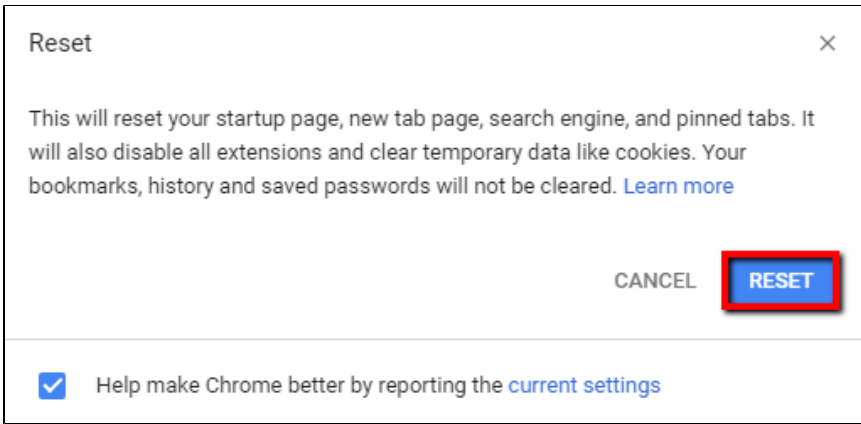 Reset
This will reset your startup page, new tab page, search engine, and pinned tabs. It
will also disable all extensions and clear temporary data like cookies. Your
bookmarks, history and saved passwords will not be cleared. Learn more
CANCEL RESET
Help make Chrome better by reporting the current settings